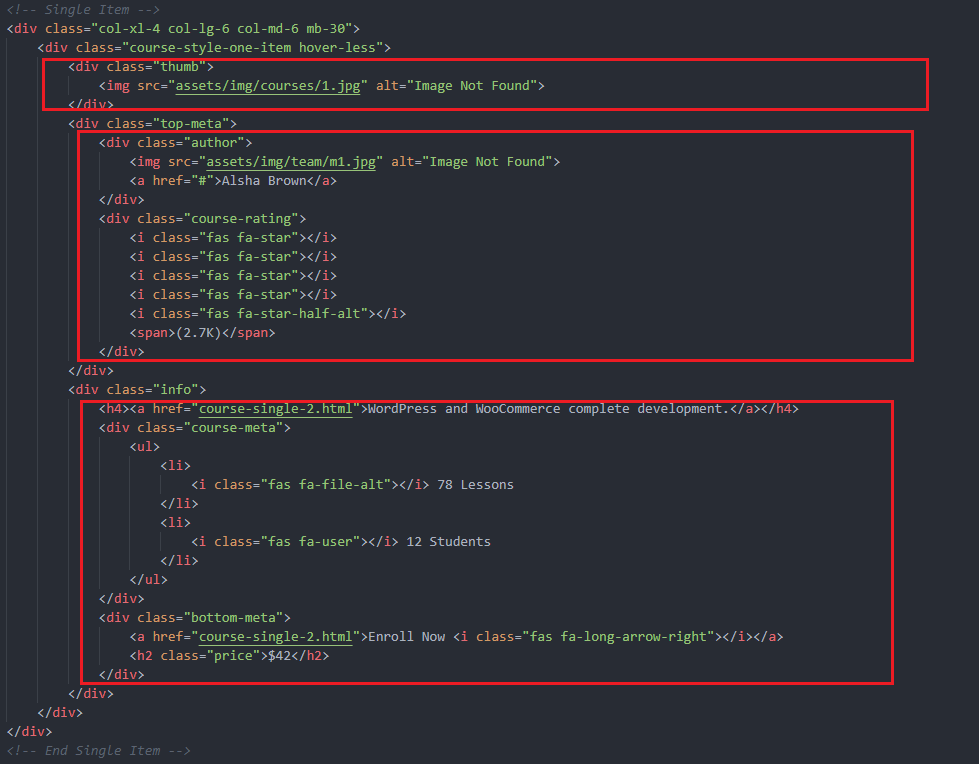 <!-- Single Item -->
<div class="col-xl-4 col-lg-6 col-md-6 mb-30">
<div class="course-style-one-item hover-less">
<div class="thumb">
<img src="assets/img/courses/1.jpg" alt="Image Not Found">
</div>
<div class="top-meta">
<div class="author">
<img src="assets/img/team/m1.jpg" alt="Image Not Found">
<a href="#">Alsha Brown</a>
</div>
<div class="course-rating">
<i class="fas fa-star"></i>
<i class="fas fa-star"></i>
<i class="fas fa-star"></i>
<i class="fas fa-star"></i>
<i class="fas fa-star-half-alt"></i>
<span>(2.7K)</span>
</div>
</div>
<div class="info">
<h4><a href="course-single-2.html">WordPress and WooCommerce complete development.</a></h4>
<div class="course-meta">
<ul>
<li>
<i class="fas fa-file-alt"></i> 78 Lessons
</li>
<li>
<i class="fas fa-user"></i> 12 Students
</li>
</ul>
</div>
<div class="bottom-meta">
<a href="course-single-2.html">Enroll Now <i class="fas fa-long-arrow-right"></i></a>
<h2 class="price">$42</h2>
</div>
</div>
</div>
</div>
<!-- End Single Item -->